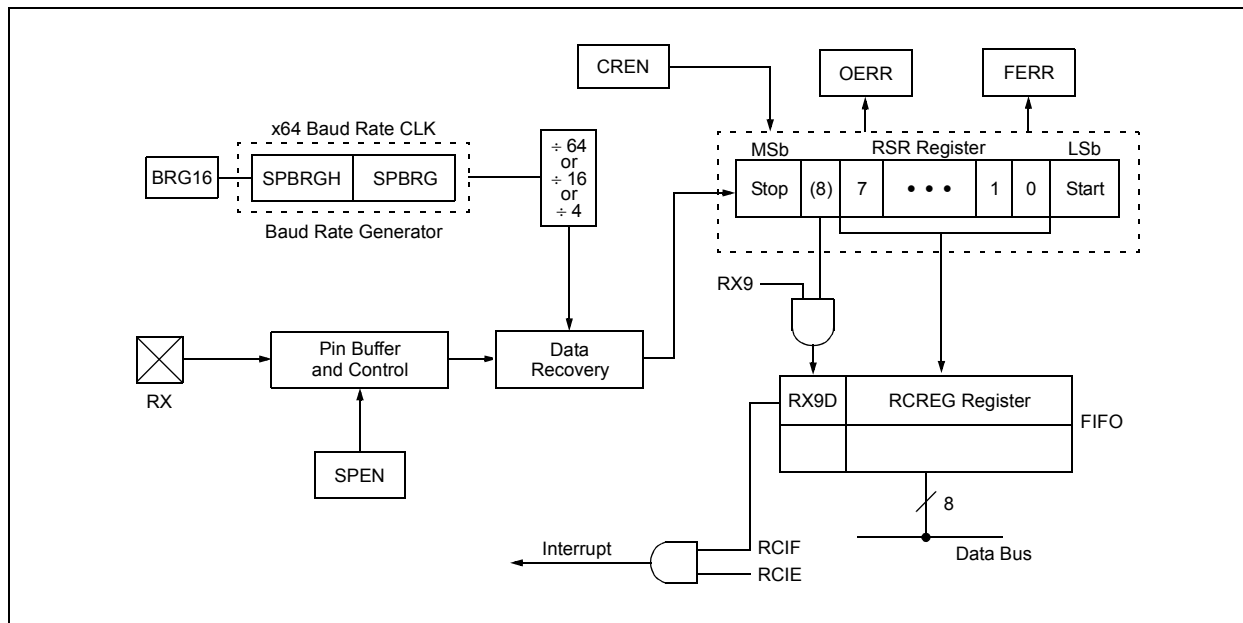 CREN
OERR
FERR
x64 Baud Rate CLK
BRG16
SPBRGH
SPBRG
Baud Rate Generator
÷ 64
or
÷ 16
or
÷ 4
MSb
RSR Register
LSb
Stop
(8)
7
• • •
1
0
Start
RX9
RX
Pin Buffer
and Control
Data
Recovery
SPEN
RX9D
RCREG Register
FIFO
8
Data Bus
Interrupt
RCIF
RCIE